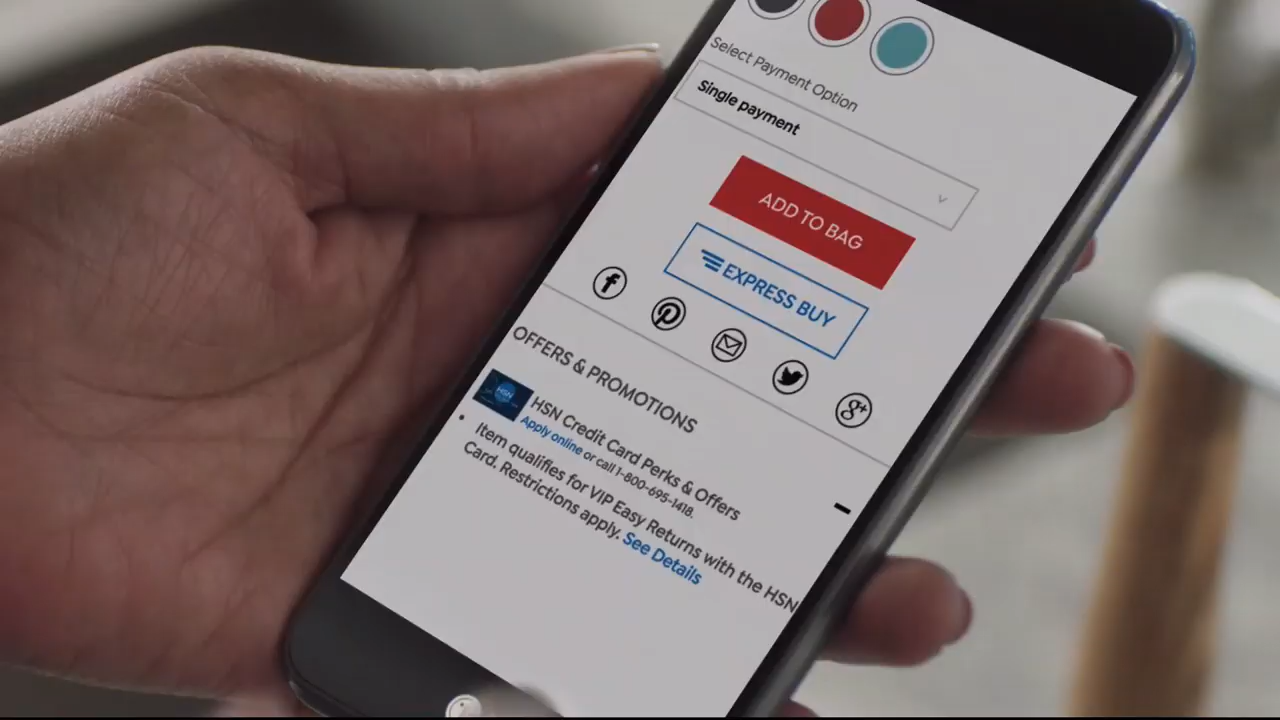 Select Payment Option
Single payment
ADD TO BAG
EXPRESS BUY
OFFERS & PROMOTIONS
HSN
HSN Credit Card Perks & Offers
Apply online or call 1-800-695-1418.
• Item qualifies for VIP Easy Returns with the HSN
Card. Restrictions apply. See Details